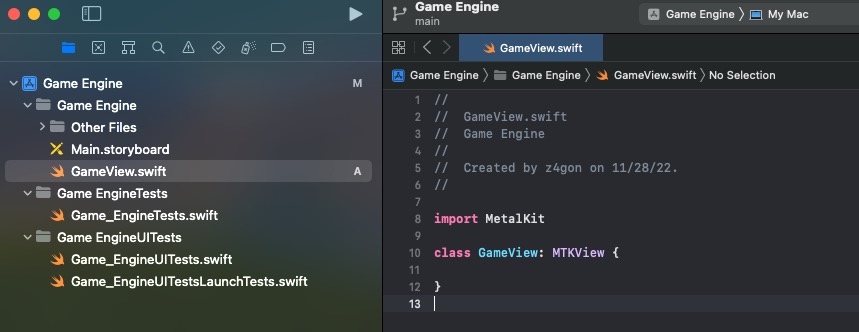 Game Engine
main
Game Engine
My Mac
GameView.swift
Game Engine
Game Engine
GameView.swift
No Selection
Game Engine M
Game Engine
Other Files
Main.storyboard
GameView.swift A
Game EngineTests
Game_EngineTests.swift
Game EngineUITests
Game_EngineUITests.swift
Game_EngineUITestsLaunchTests.swift
1 //
2 //  GameView.swift
3 //  Game Engine
4 //
5 //  Created by z4gon on 11/28/22.
6 //
7
8 import MetalKit
9
10 class GameView: MTKView {
11
12 }
13